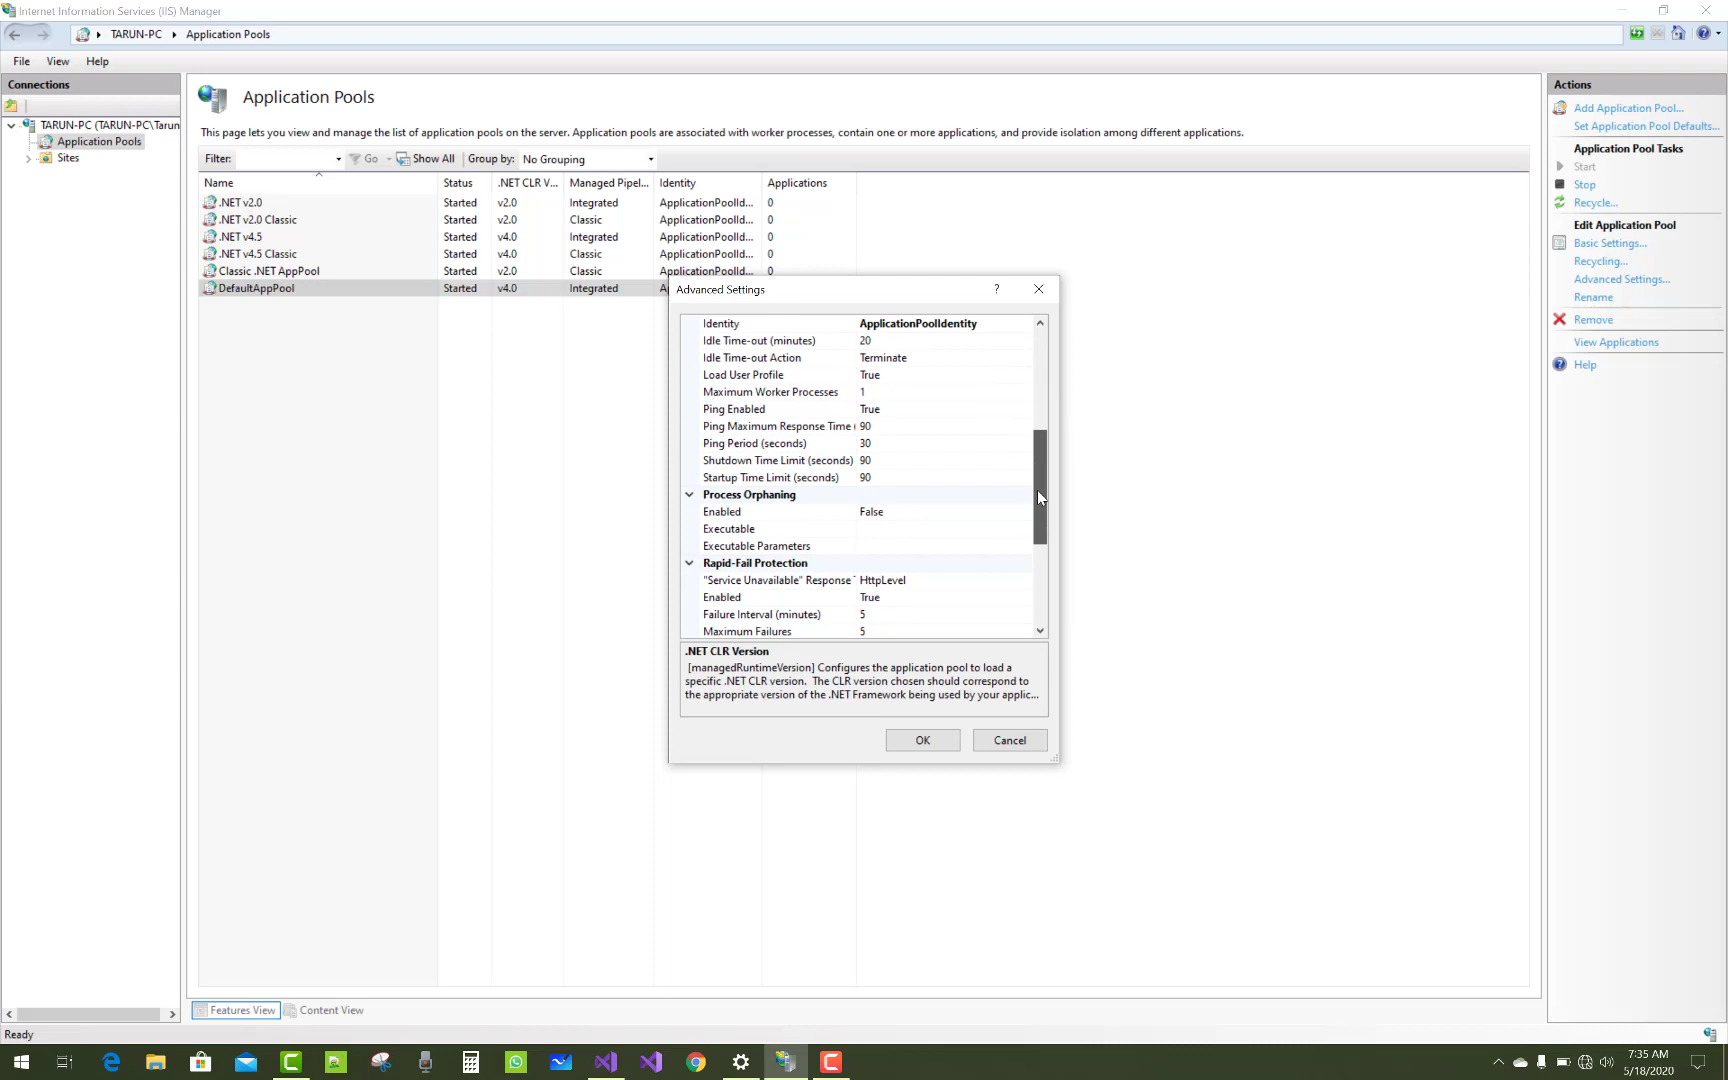 Internet Information Services (IIS) Manager
TARUN-PC
Application Pools
File
View
Help
Connections
TARUN-PC (TARUN-PC\Tarun
Application Pools
Sites
Application Pools
This page lets you view and manage the list of application pools on the server. Application pools are associated with worker processes, contain one or more applications, and provide isolation among different applications.
Filter: Go Show All Group by: No Grouping
Name Status .NET CLR V... Managed Pipel... Identity Applications
.NET v2.0 Started v2.0 Integrated ApplicationPoolId... 0
.NET v2.0 Classic Started v2.0 Classic ApplicationPoolId... 0
.NET v4.5 Started v4.0 Integrated ApplicationPoolId... 0
.NET v4.5 Classic Started v4.0 Classic ApplicationPoolId... 0
Classic .NET AppPool Started v2.0 Classic ApplicationPoolId... 0
DefaultAppPool Started v4.0 Integrated
Advanced Settings ?
Identity ApplicationPoolIdentity
Idle Time-out (minutes) 20
Idle Time-out Action Terminate
Load User Profile True
Maximum Worker Processes 1
Ping Enabled True
Ping Maximum Response Time ( 90
Ping Period (seconds) 30
Shutdown Time Limit (seconds) 90
Startup Time Limit (seconds) 90
Process Orphaning
Enabled False
Executable
Executable Parameters
Rapid-Fail Protection
"Service Unavailable" Response HttpLevel
Enabled True
Failure Interval (minutes) 5
Maximum Failures 5
.NET CLR Version
[managedRuntimeVersion] Configures the application pool to load a
specific .NET CLR version. The CLR version chosen should correspond to
the appropriate version of the .NET Framework being used by your applic...
OK
Cancel
Actions
Add Application Pool...
Set Application Pool Defaults...
Application Pool Tasks
Start
Stop
Recycle...
Edit Application Pool
Basic Settings...
Recycling...
Advanced Settings...
Rename
Remove
View Applications
Help
Features View
Content View
Ready
7:35 AM
5/18/2020